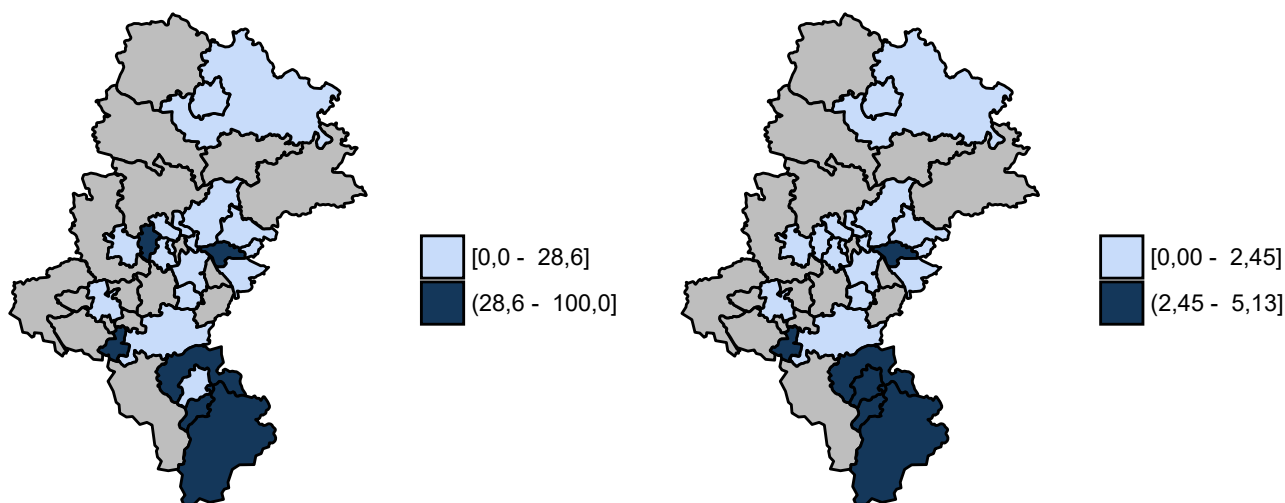 [0,0 -  28,6]
(28,6 -  100,0]
[0,00 -  2,45]
(2,45 -  5,13]